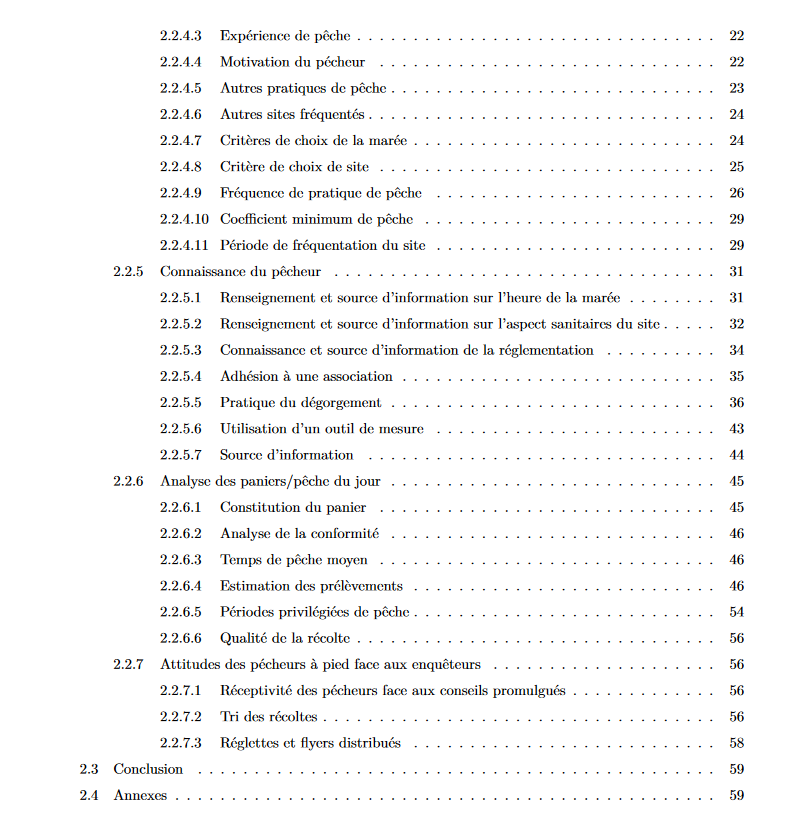 2.2.4.3 Expérience de pêche . . . . . . . . . . . . . . . . . . . . . . . . . . . . . . . . 22
2.2.4.4 Motivation du pécheur . . . . . . . . . . . . . . . . . . . . . . . . . . . . . . 22
2.2.4.5 Autres pratiques de pêche . . . . . . . . . . . . . . . . . . . . . . . . . . . . . 23
2.2.4.6 Autres sites fréquentés . . . . . . . . . . . . . . . . . . . . . . . . . . . . . . . 24
2.2.4.7 Critères de choix de la marée . . . . . . . . . . . . . . . . . . . . . . . . . . . 24
2.2.4.8 Critère de choix de site . . . . . . . . . . . . . . . . . . . . . . . . . . . . . . 25
2.2.4.9 Fréquence de pratique de pêche . . . . . . . . . . . . . . . . . . . . . . . . . 26
2.2.4.10 Coefficient minimum de pêche . . . . . . . . . . . . . . . . . . . . . . . . . . 29
2.2.4.11 Période de fréquentation du site . . . . . . . . . . . . . . . . . . . . . . . . . 29
2.2.5 Connaissance du pêcheur . . . . . . . . . . . . . . . . . . . . . . . . . . . . . . . . . . 31
2.2.5.1 Renseignement et source d'information sur l'heure de la marée . . . . . . . . 31
2.2.5.2 Renseignement et source d'information sur l'aspect sanitaires du site . . . . . 32
2.2.5.3 Connaissance et source d'information de la réglementation . . . . . . . . . . 34
2.2.5.4 Adhésion à une association . . . . . . . . . . . . . . . . . . . . . . . . . . . . 35
2.2.5.5 Pratique du dégorgement . . . . . . . . . . . . . . . . . . . . . . . . . . . . . 36
2.2.5.6 Utilisation d'un outil de mesure . . . . . . . . . . . . . . . . . . . . . . . . . 43
2.2.5.7 Source d'information . . . . . . . . . . . . . . . . . . . . . . . . . . . . . . . 44
2.2.6 Analyse des paniers/pêche du jour . . . . . . . . . . . . . . . . . . . . . . . . . . . . . 45
2.2.6.1 Constitution du panier . . . . . . . . . . . . . . . . . . . . . . . . . . . . . . 45
2.2.6.2 Analyse de la conformité . . . . . . . . . . . . . . . . . . . . . . . . . . . . . 46
2.2.6.3 Temps de pêche moyen . . . . . . . . . . . . . . . . . . . . . . . . . . . . . . 46
2.2.6.4 Estimation des prélèvements . . . . . . . . . . . . . . . . . . . . . . . . . . . 46
2.2.6.5 Périodes privilégiées de pêche . . . . . . . . . . . . . . . . . . . . . . . . . . . 54
2.2.6.6 Qualité de la récolte . . . . . . . . . . . . . . . . . . . . . . . . . . . . . . . . 56
2.2.7 Attitudes des pécheurs à pied face aux enquêteurs . . . . . . . . . . . . . . . . . . . . 56
2.2.7.1 Réceptivité des pécheurs face aux conseils promulgués . . . . . . . . . . . . . 56
2.2.7.2 Tri des récoltes . . . . . . . . . . . . . . . . . . . . . . . . . . . . . . . . . . . 56
2.2.7.3 Réglettes et flyers distribués . . . . . . . . . . . . . . . . . . . . . . . . . . . 58
2.3 Conclusion . . . . . . . . . . . . . . . . . . . . . . . . . . . . . . . . . . . . . . . . . . . . . . 59
2.4 Annexes . . . . . . . . . . . . . . . . . . . . . . . . . . . . . . . . . . . . . . . . . . . . . . . . 59